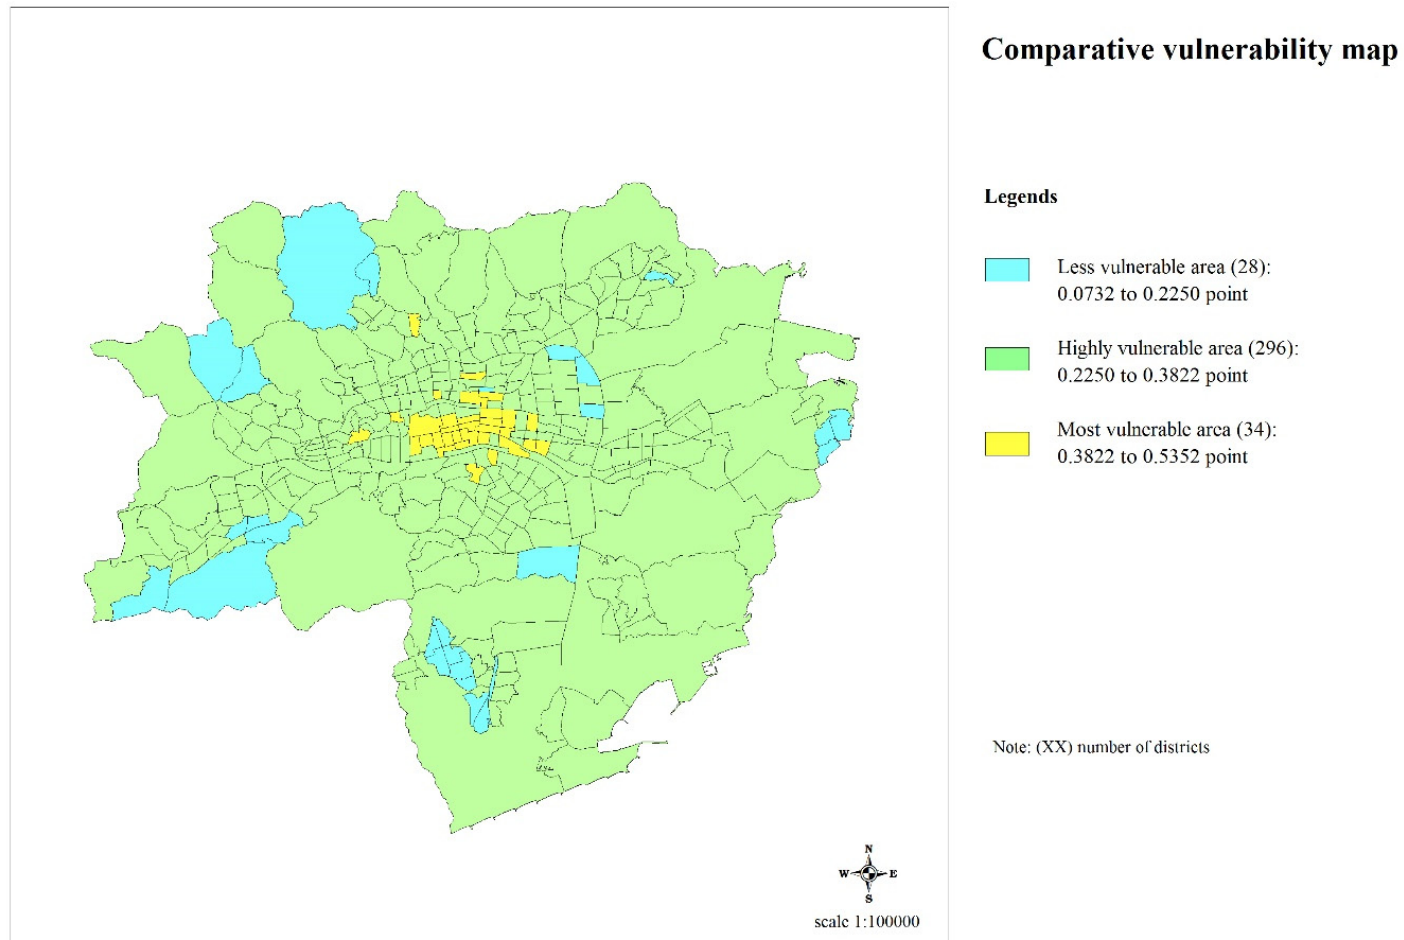 Comparative vulnerability map
Legends
Less vulnerable area (28):
0.0732 to 0.2250 point
Highly vulnerable area (296):
0.2250 to 0.3822 point
Most vulnerable area (34):
0.3822 to 0.5352 point
Note: (XX) number of districts
N
W E
S
scale 1:100000